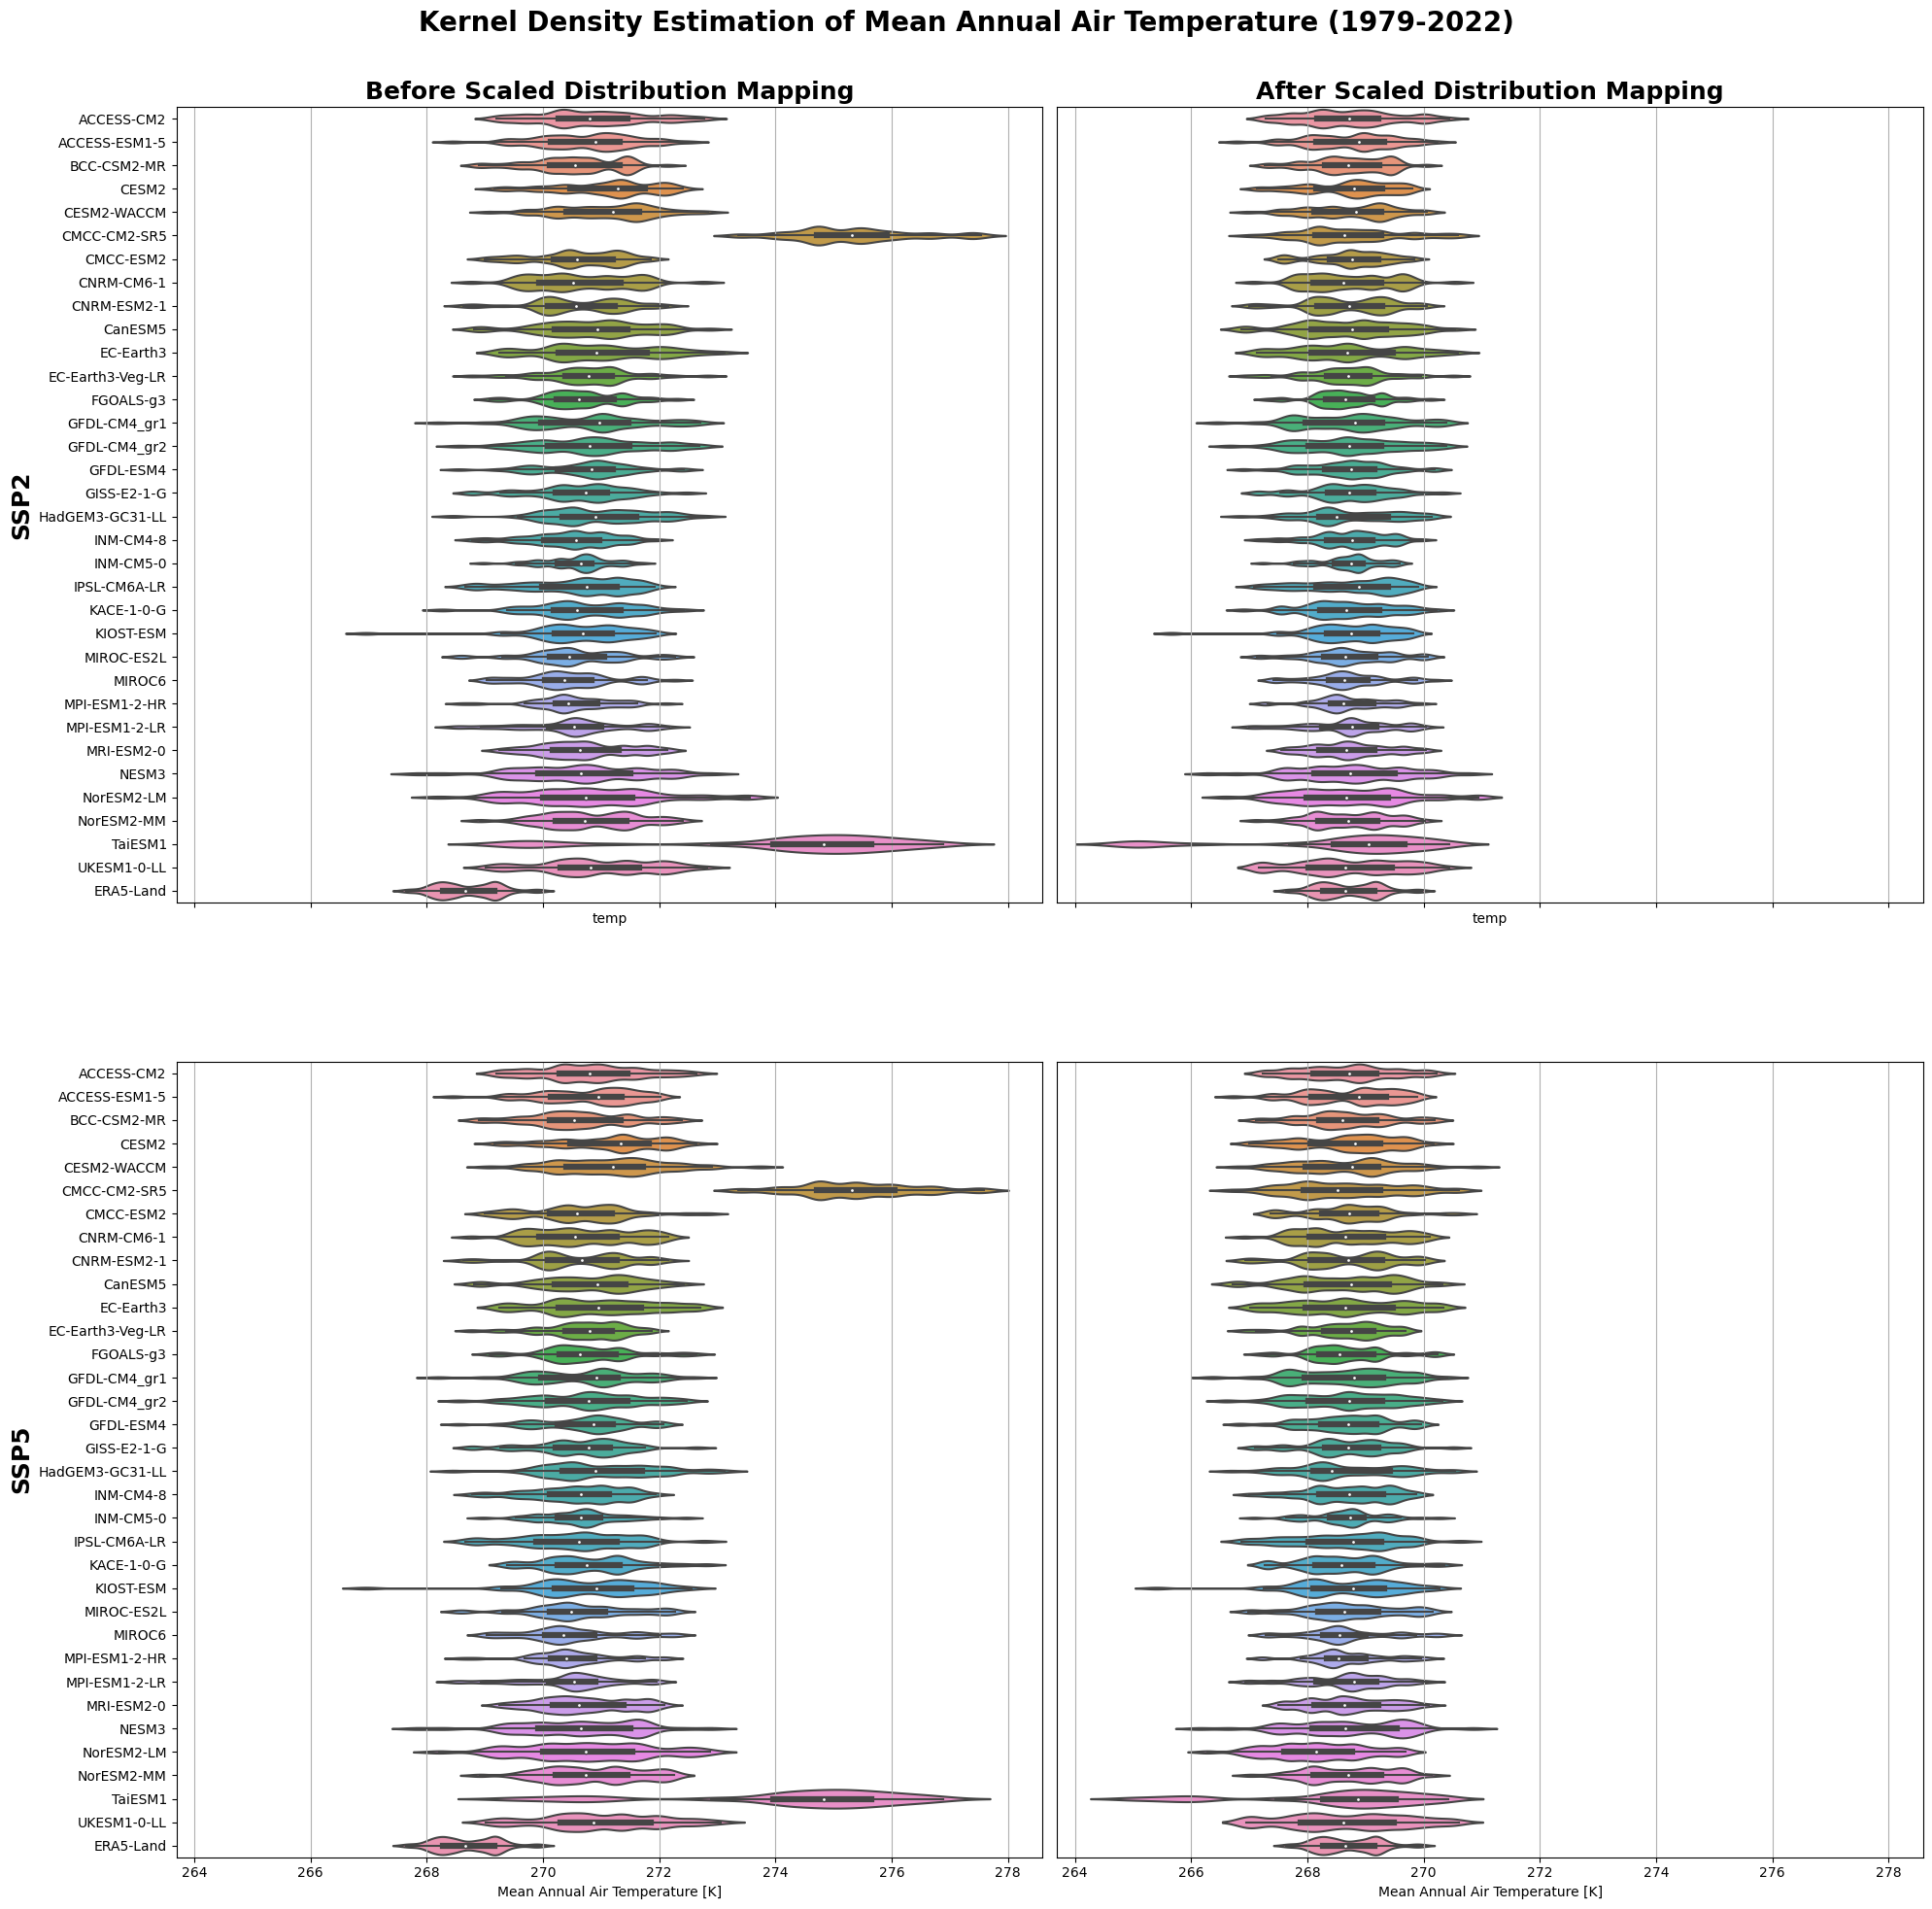 Kernel Density Estimation of Mean Annual Air Temperature (1979-2022)
Before Scaled Distribution Mapping
After Scaled Distribution Mapping
SSP2
ACCESS-CM2
ACCESS-ESM1-5
BCC-CSM2-MR
CESM2
CESM2-WACCM
CMCC-CM2-SR5
CMCC-ESM2
CNRM-CM6-1
CNRM-ESM2-1
CanESM5
EC-Earth3
EC-Earth3-Veg-LR
FGOALS-g3
GFDL-CM4_gr1
GFDL-CM4_gr2
GFDL-ESM4
GISS-E2-1-G
HadGEM3-GC31-LL
INM-CM4-8
INM-CM5-0
IPSL-CM6A-LR
KACE-1-0-G
KIOST-ESM
MIROC-ES2L
MIROC6
MPI-ESM1-2-HR
MPI-ESM1-2-LR
MRI-ESM2-0
NESM3
NorESM2-LM
NorESM2-MM
TaiESM1
UKESM1-0-LL
ERA5-Land
temp
temp
SSP5
ACCESS-CM2
ACCESS-ESM1-5
BCC-CSM2-MR
CESM2
CESM2-WACCM
CMCC-CM2-SR5
CMCC-ESM2
CNRM-CM6-1
CNRM-ESM2-1
CanESM5
EC-Earth3
EC-Earth3-Veg-LR
FGOALS-g3
GFDL-CM4_gr1
GFDL-CM4_gr2
GFDL-ESM4
GISS-E2-1-G
HadGEM3-GC31-LL
INM-CM4-8
INM-CM5-0
IPSL-CM6A-LR
KACE-1-0-G
KIOST-ESM
MIROC-ES2L
MIROC6
MPI-ESM1-2-HR
MPI-ESM1-2-LR
MRI-ESM2-0
NESM3
NorESM2-LM
NorESM2-MM
TaiESM1
UKESM1-0-LL
ERA5-Land
264 266 268 270 272 274 276 278
264 266 268 270 272 274 276 278
Mean Annual Air Temperature [K]
Mean Annual Air Temperature [K]